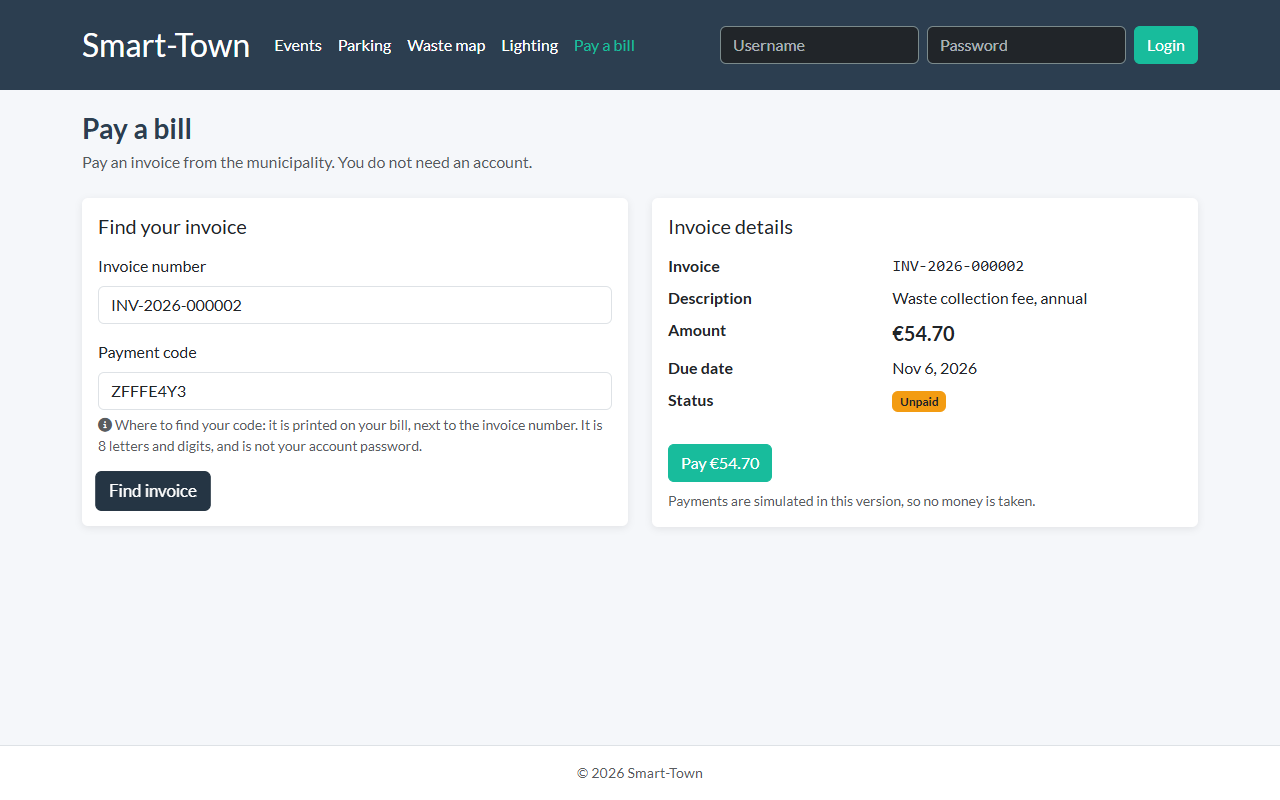 Smart-Town
Events
Parking
Waste map
Lighting
Pay a bill
Username
Password
Login
Pay a bill
Pay an invoice from the municipality. You do not need an account.
Find your invoice
Invoice number
INV-2026-000002
Payment code
ZFFFE4Y3
Where to find your code: it is printed on your bill, next to the invoice number. It is
8 letters and digits, and is not your account password.
Find invoice
Invoice details
Invoice INV-2026-000002
Description Waste collection fee, annual
Amount €54.70
Due date Nov 6, 2026
Status Unpaid
Pay €54.70
Payments are simulated in this version, so no money is taken.
© 2026 Smart-Town